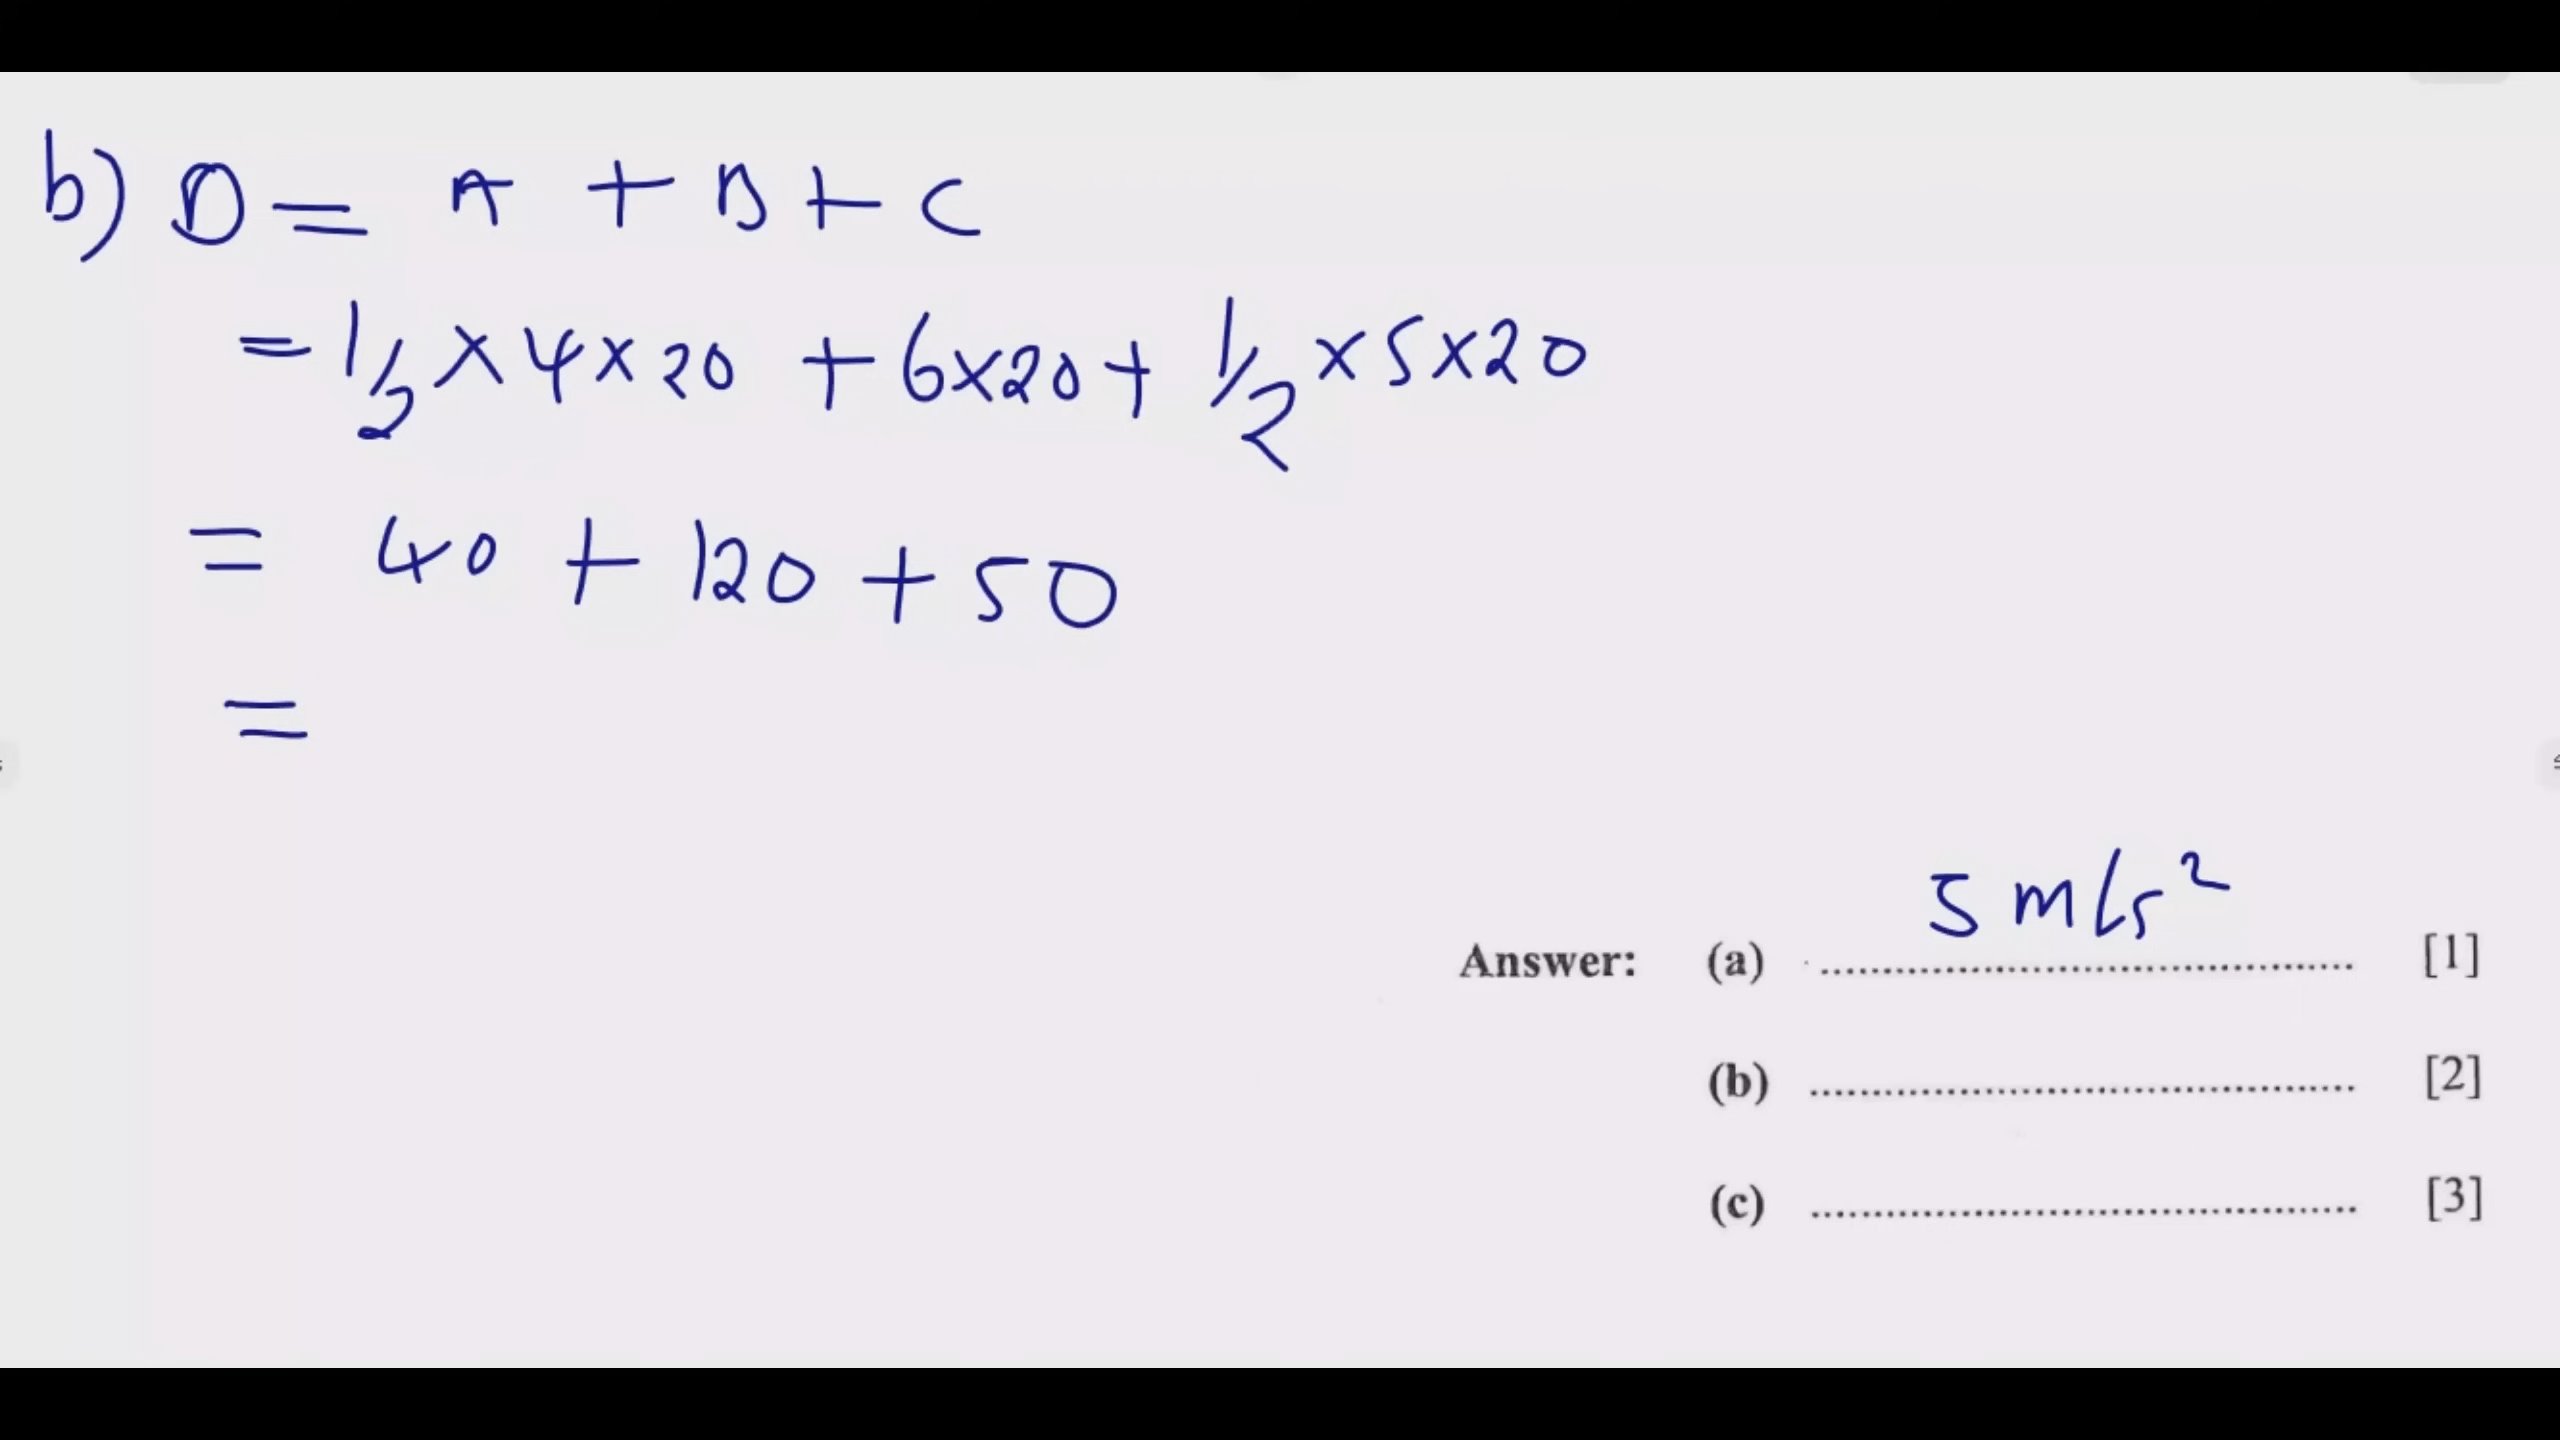 b) D = A + B + C
= 1/2 × 4 × 20 + 6×20 + 1/2 × 5×20
= 40 + 120 + 50
=
5 m/s²
Answer: (a) .......... [1]
(b) .......... [2]
(c) .......... [3]